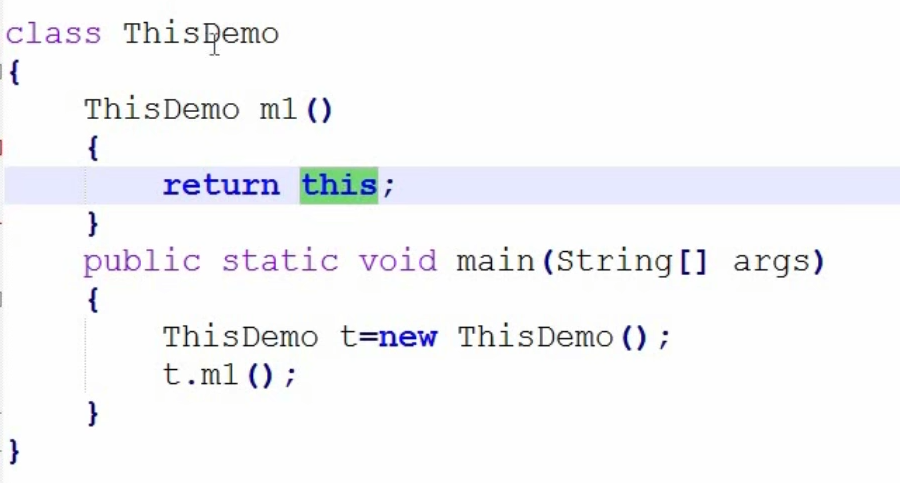 class ThisDemo
{
    ThisDemo m1()
    {
        return this;
    }
    public static void main(String[] args)
    {
        ThisDemo t=new ThisDemo();
        t.m1();
    }
}